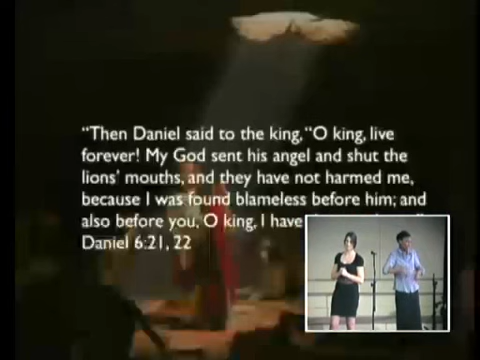 “Then Daniel said to the king, “O king, live
forever! My God sent his angel and shut the
lions’ mouths, and they have not harmed me,
because I was found blameless before him; and
also before you, O king, I have
Daniel 6:21, 22